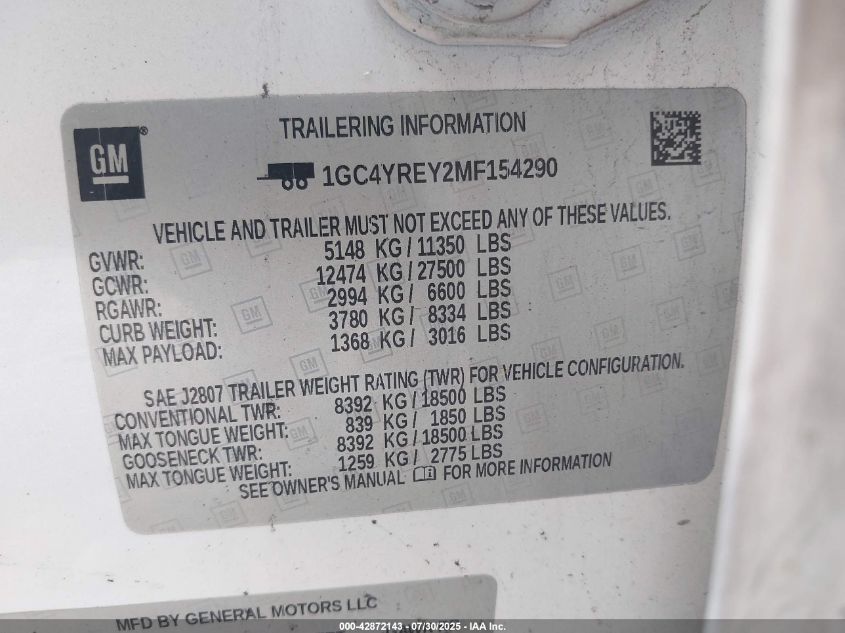 GM
TRAILERING INFORMATION
1GC4YREY2MF154290
VEHICLE AND TRAILER MUST NOT EXCEED ANY OF THESE VALUES.
GVWR: 5148 KG / 11350 LBS
GCWR: 12474 KG / 27500 LBS
RGAWR: 2994 KG / 6600 LBS
CURB WEIGHT: 3780 KG / 8334 LBS
MAX PAYLOAD: 1368 KG / 3016 LBS
SAE J2807 TRAILER WEIGHT RATING (TWR) FOR VEHICLE CONFIGURATION.
CONVENTIONAL TWR: 8392 KG / 18500 LBS
MAX TONGUE WEIGHT: 839 KG / 1850 LBS
GOOSENECK TWR: 8392 KG / 18500 LBS
MAX TONGUE WEIGHT: 1259 KG / 2775 LBS
SEE OWNER'S MANUAL FOR MORE INFORMATION
MFD BY GENERAL MOTORS LLC
000-42872143 - 07/30/2025 - IAA Inc.